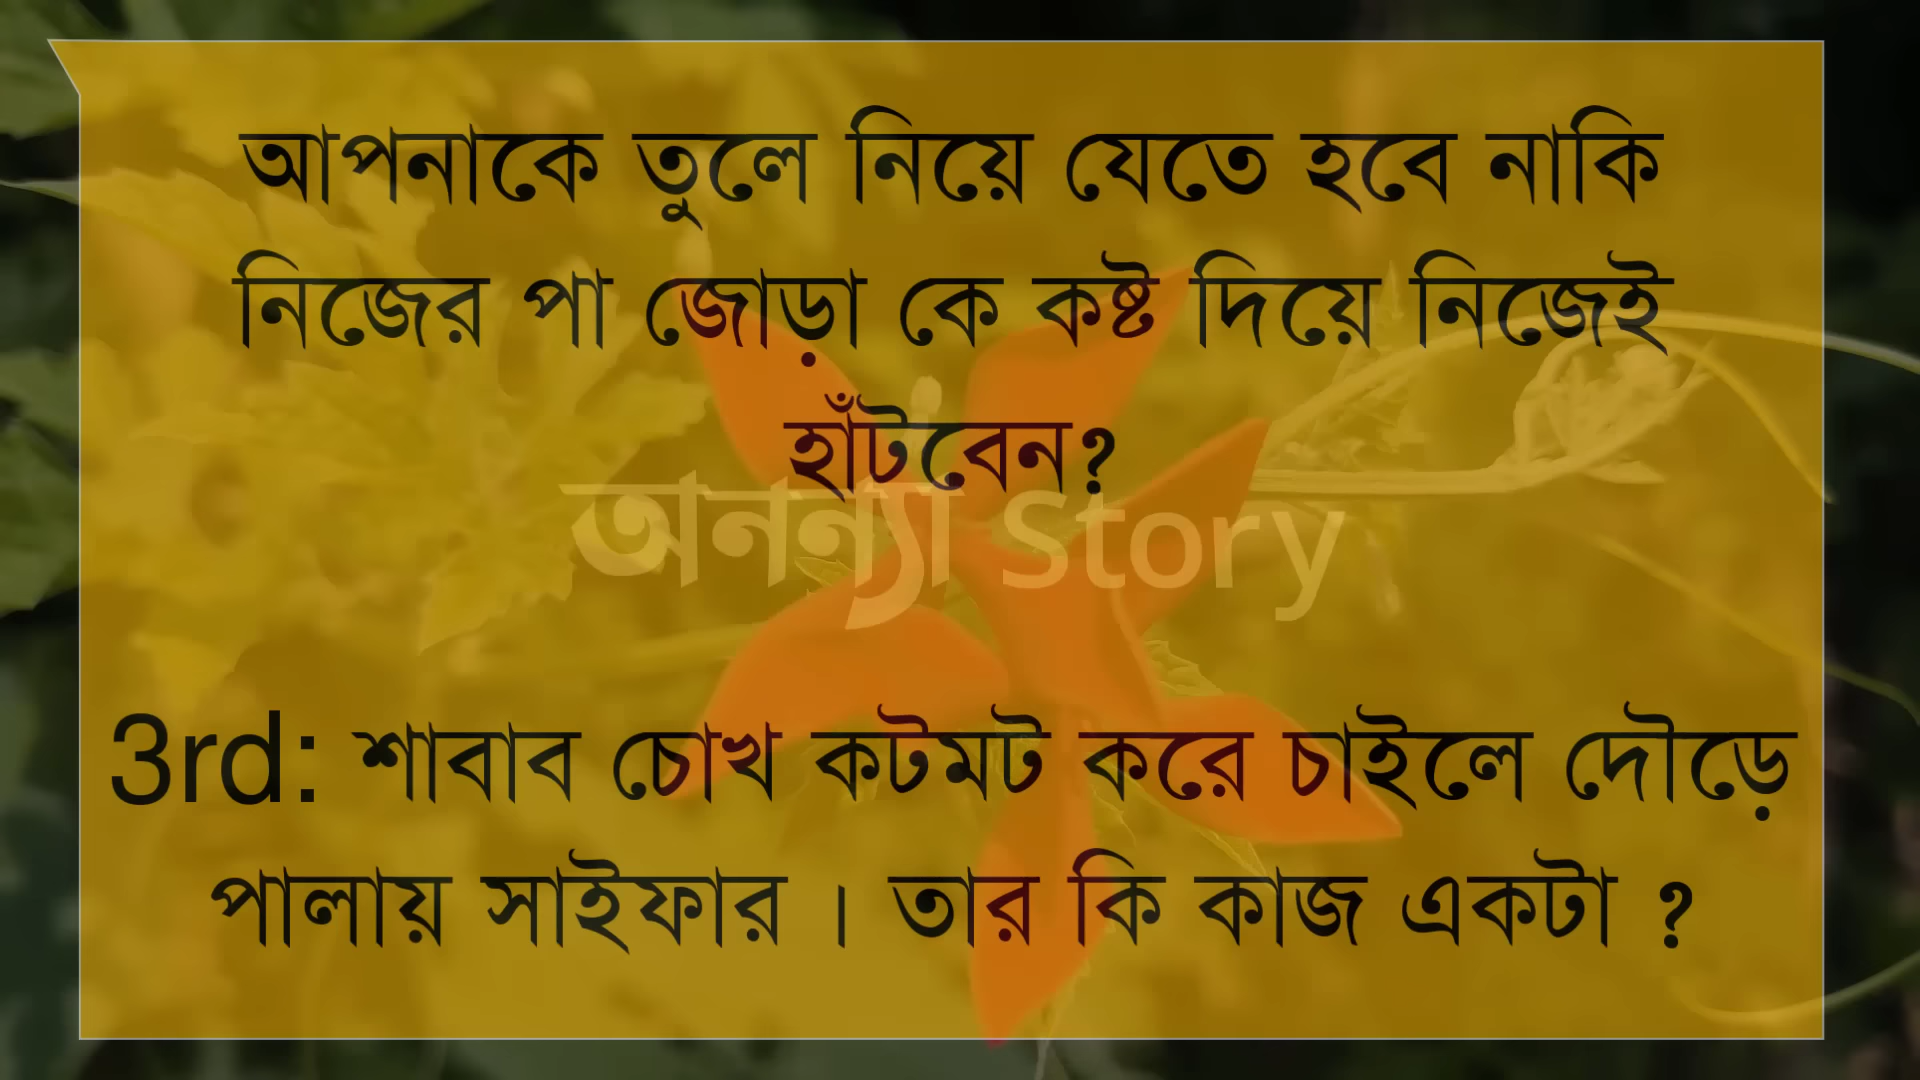 আপনাকে তুলে নিয়ে যেতে হবে নাকি
নিজের পা জোড়া কে কষ্ট দিয়ে নিজেই
হাঁটবেন?
অনন্যা Story
3rd: শাবাব চোখ কটমট করে চাইলে দৌড়ে
পালায় সাইফার । তার কি কাজ একটা ?